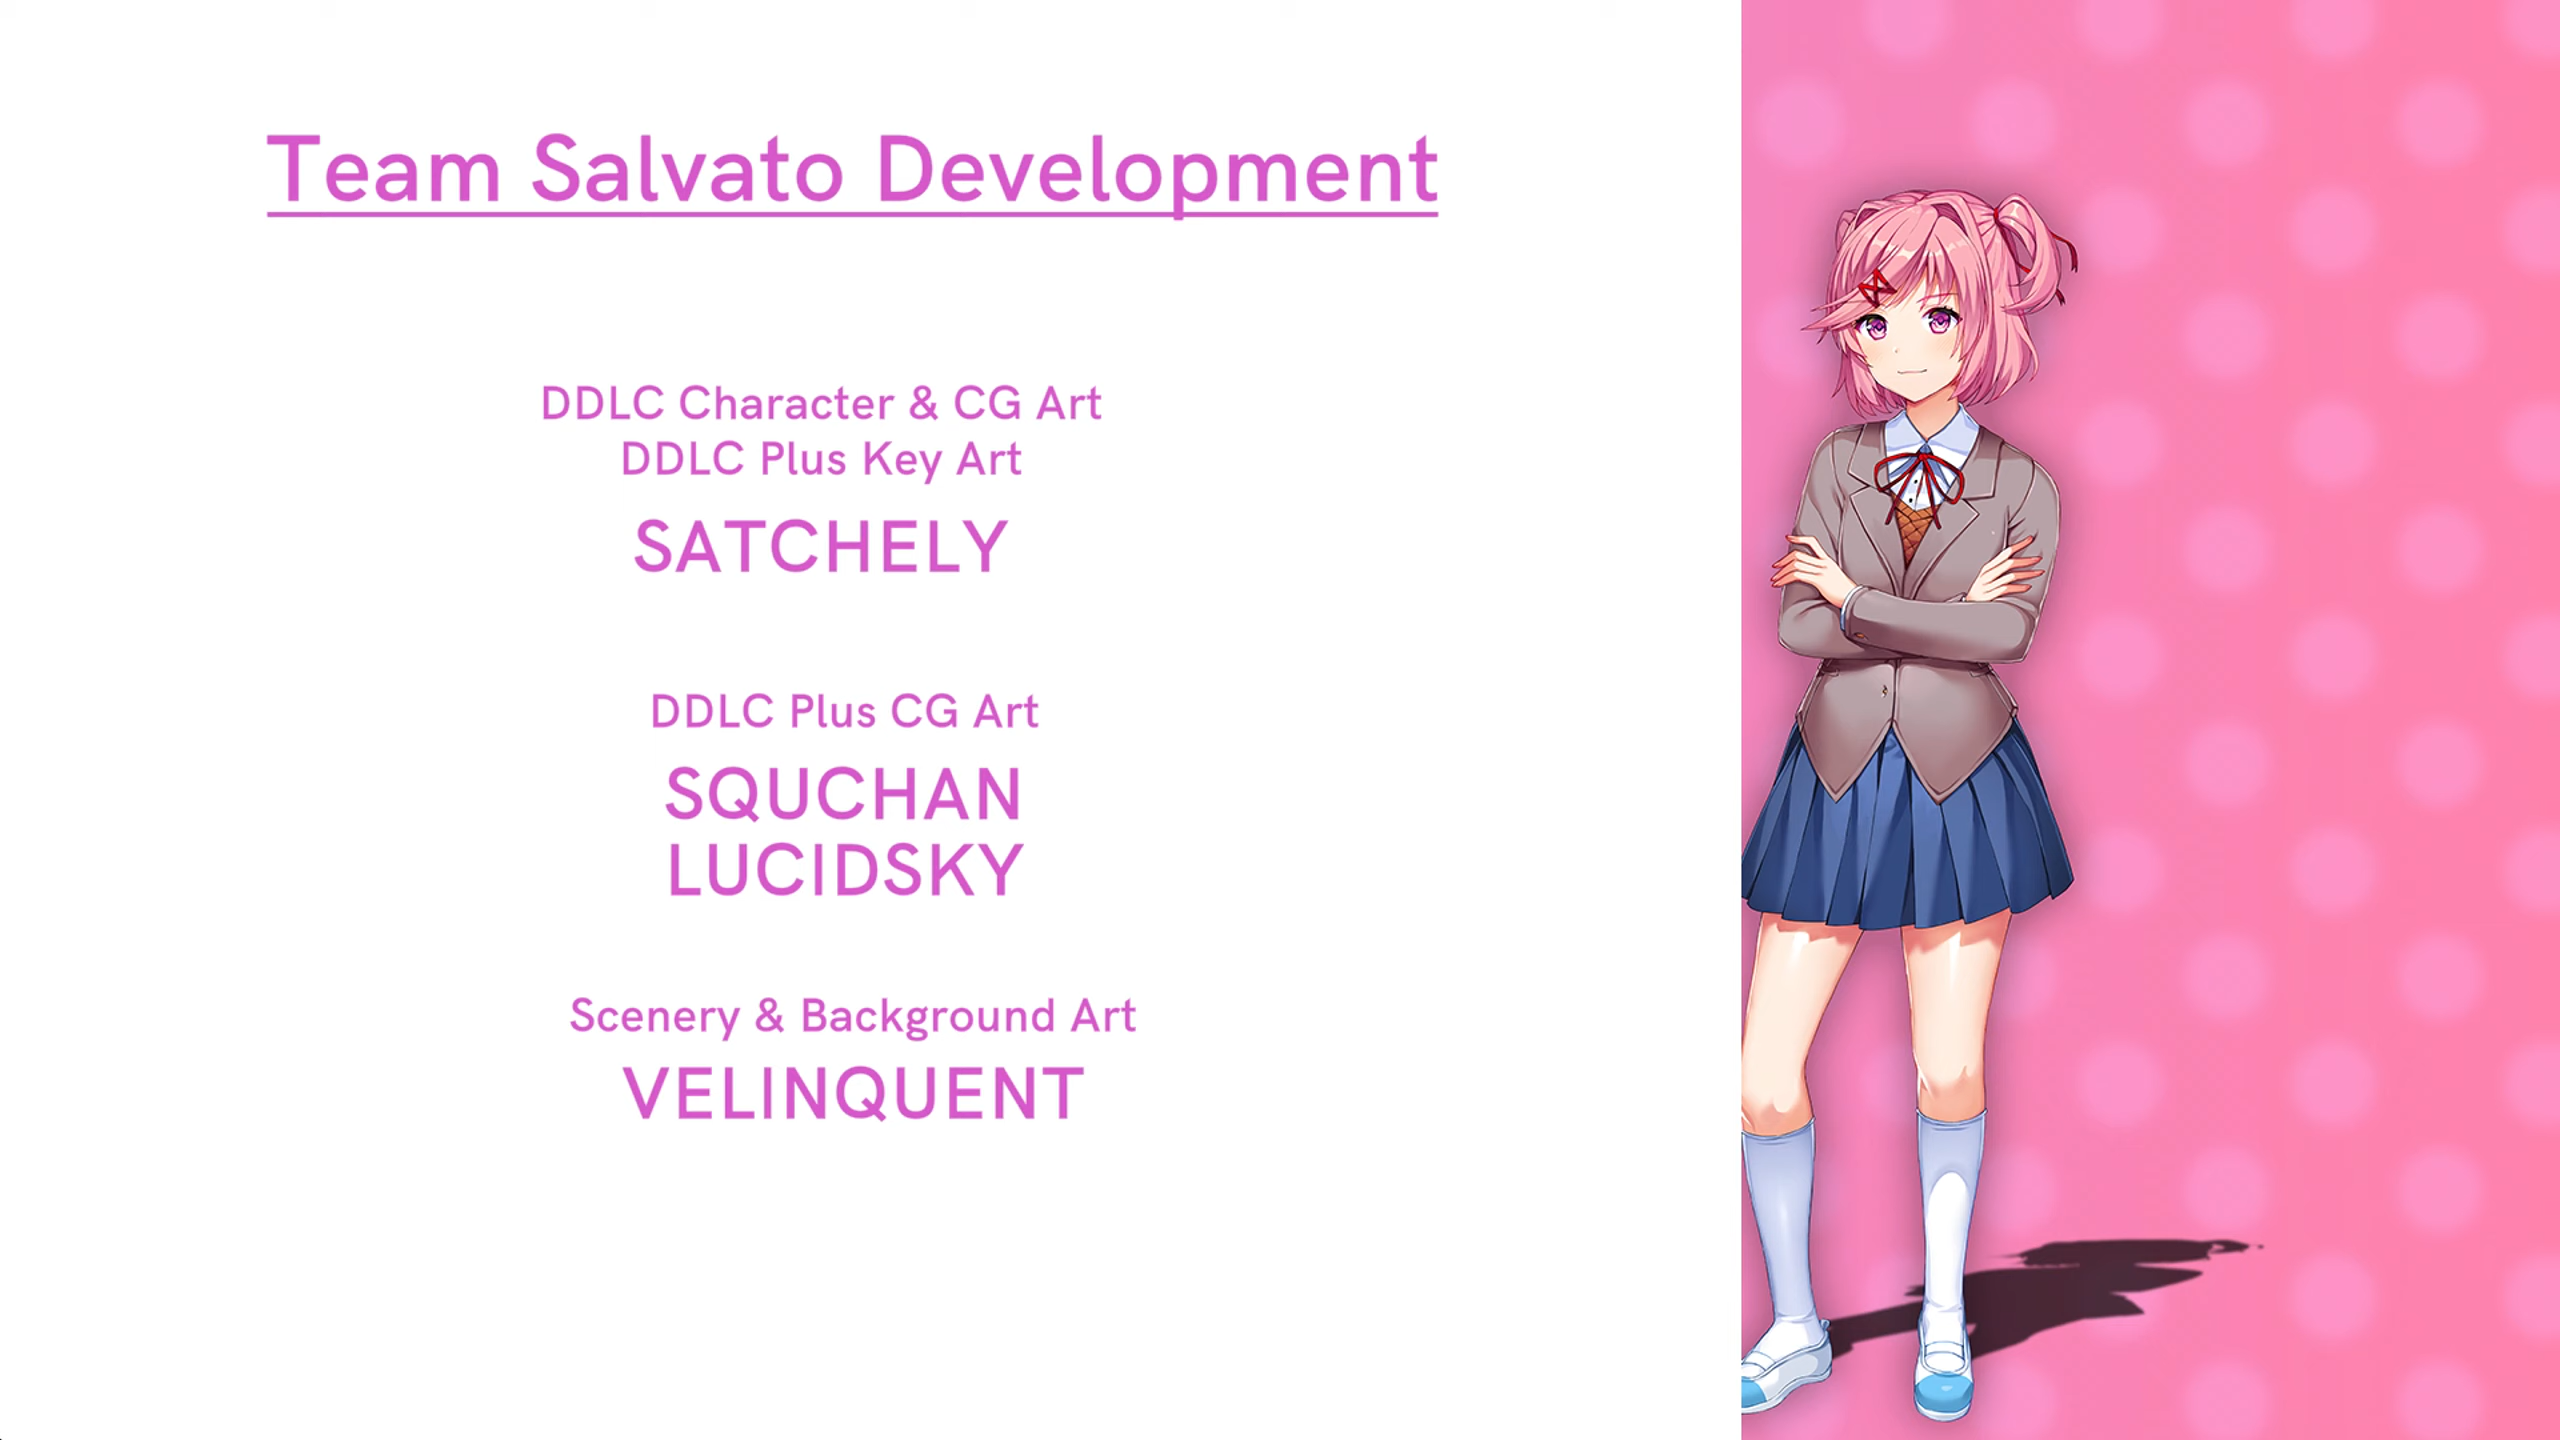 Team Salvato Development
DDLC Character & CG Art
DDLC Plus Key Art
SATCHELY
DDLC Plus CG Art
SQUCHAN
LUCIDSKY
Scenery & Background Art
VELINQUENT